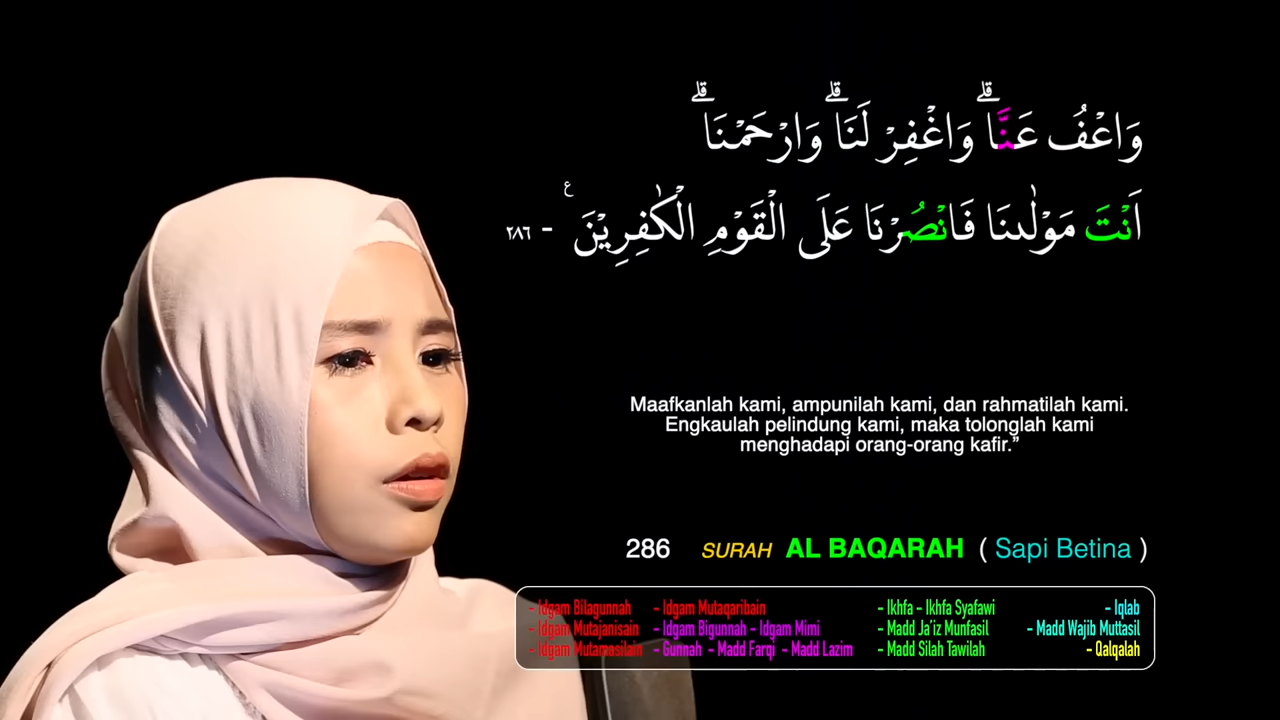 وَاعْفُ عَنَّاۗ وَاغْفِرْ لَنَاۗ وَارْحَمْنَاۗ
اَنْتَ مَوْلٰىنَا فَانْصُرْنَا عَلَى الْقَوْمِ الْكٰفِرِيْنَ ࣖ - ٢٨٦
Maafkanlah kami, ampunilah kami, dan rahmatilah kami.
Engkaulah pelindung kami, maka tolonglah kami
menghadapi orang-orang kafir.”
286 SURAH AL BAQARAH ( Sapi Betina )
- Idgam Bilagunnah - Idgam Mutaqaribain - Ikhfa - Ikhfa Syafawi - Iqlab
- Idgam Mutajanisain - Idgam Bigunnah - Idgam Mimi - Madd Ja'iz Munfasil - Madd Wajib Muttasil
- Idgam Mutamasilain - Gunnah - Madd Farqi - Madd Lazim - Madd Silah Tawilah - Qalqalah